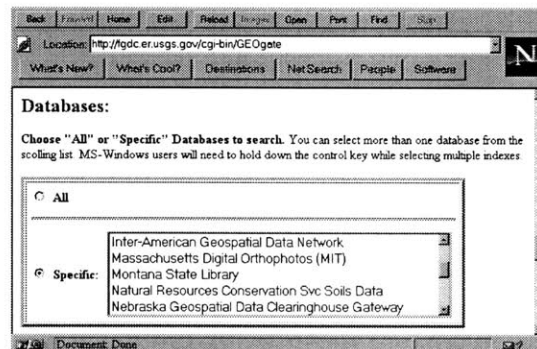 Back Forward Home Edit Reload Images Open Print Find Stop
Location: http://fgdc.er.usgs.gov/cgi-bin/GEOgate
N
What's New? What's Cool? Destinations Net Search People Software
Databases:
Choose "All" or "Specific" Databases to search. You can select more than one database from the
scolling list MS-Windows users will need to hold down the control key while selecting multiple indexes
All
Specific:
Inter-American Geospatial Data Network
Massachusetts Digital Orthophotos (MIT)
Montana State Library
Natural Resources Conservation Svc Soils Data
Nebraska Geospatial Data Clearinghouse Gateway
Document: Done